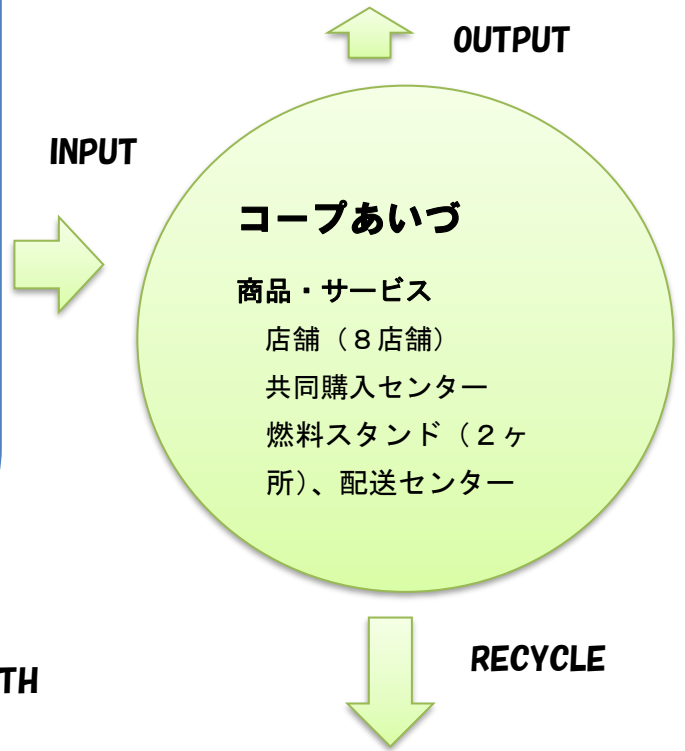 OUTPUT
INPUT
コープあいづ
商品・サービス
店舗（８店舗）
共同購入センター
燃料スタンド（２ヶ
所）、配送センター
RECYCLE
TH